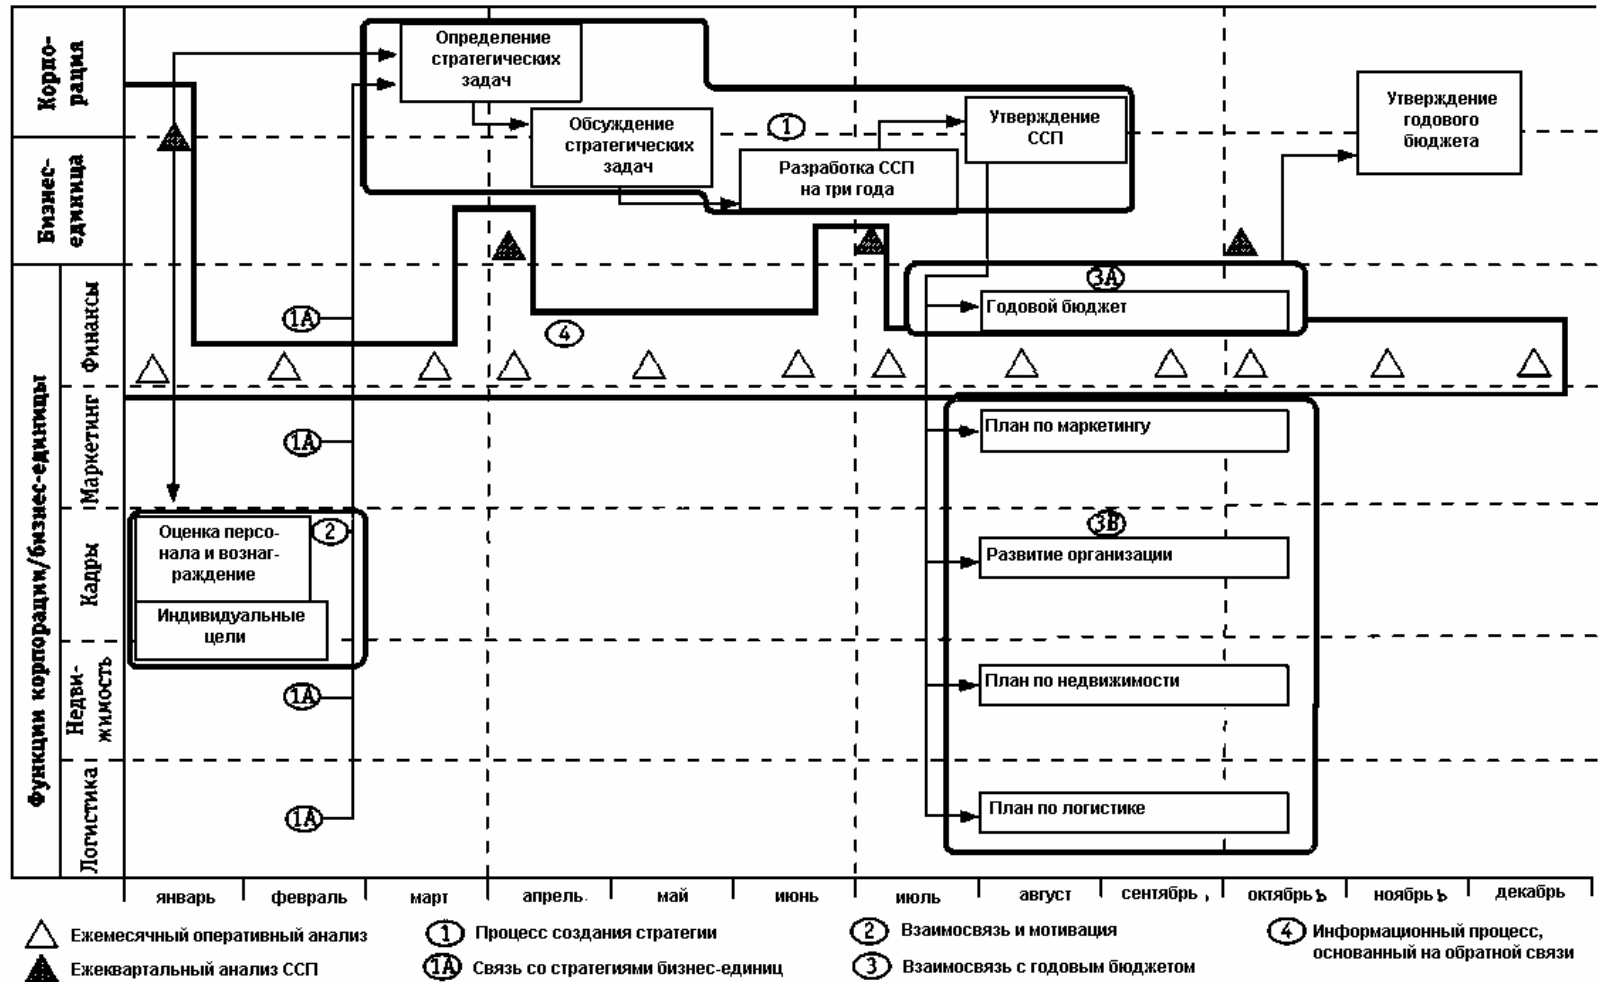 Корпо-
рация
Бизнес-
единица
Функции корпорации/бизнес-единицы
Финансы
Маркетинг
Кадры
Недви-
жимость
Логистика
Определение
стратегических
задач
Обсуждение
стратегических
задач
1
Разработка ССП
на три года
Утверждение
ССП
Утверждение
годового
бюджета
3А
Годовой бюджет
1А
4
1А
План по маркетингу
Оценка персо-
нала и вознаг-
раждение
2
Индивидуальные
цели
3В
Развитие организации
1А
План по недвижимости
1А
План по логистике
январь
февраль
март
апрель.
май
июнь
июль
август
сентябрь ,
октябрь ь
ноябрь ь
декабрь
Ежемесячный оперативный анализ
Ежеквартальный анализ ССП
1 Процесс создания стратегии
1А Связь со стратегиями бизнес-единиц
2 Взаимосвязь и мотивация
3 Взаимосвязь с годовым бюджетом
4 Информационный процесс,
основанный на обратной связи